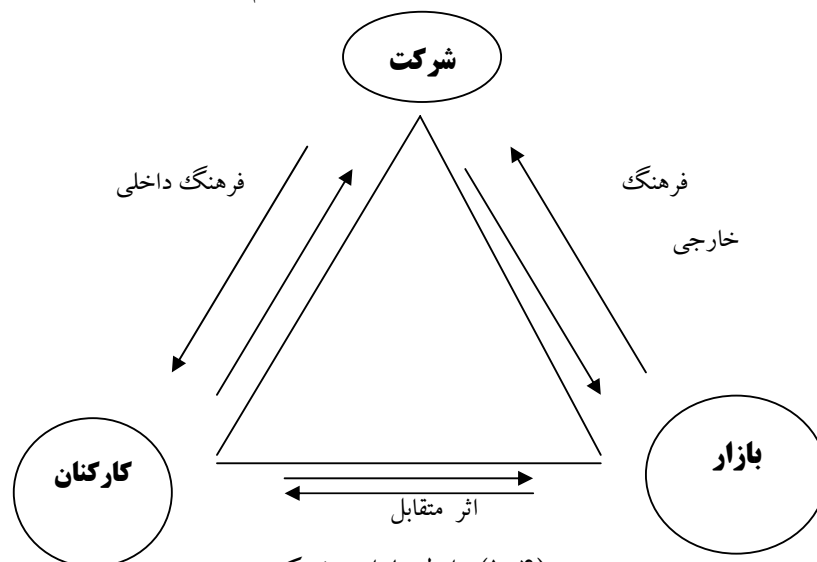 شرکت
فرهنگ داخلی
فرهنگ
خارجی
کارکنان
بازار
اثر متقابل